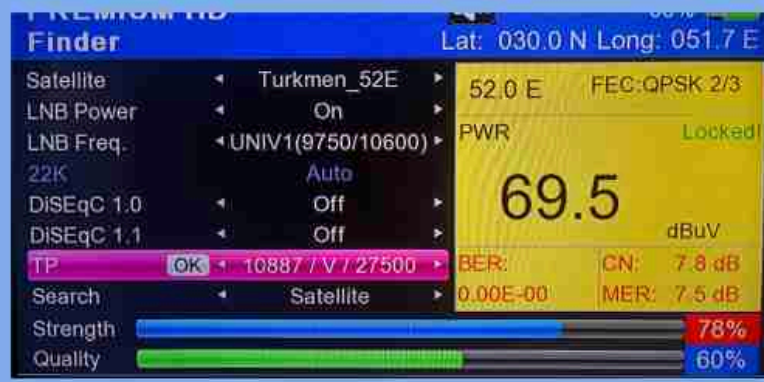 PREMIUM HD
Finder
Lat: 030.0 N Long: 051.7 E
Satellite Turkmen_52E
LNB Power On
LNB Freq. UNIV1(9750/10600)
22K Auto
DiSEqC 1.0 Off
DiSEqC 1.1 Off
TP OK 10887 / V / 27500
Search Satellite
52.0 E FEC:QPSK 2/3
PWR Locked!
69.5
dBuV
BER: CN: 7.8 dB
0.00E-00 MER: 7.5 dB
Strength 78%
Quality 60%